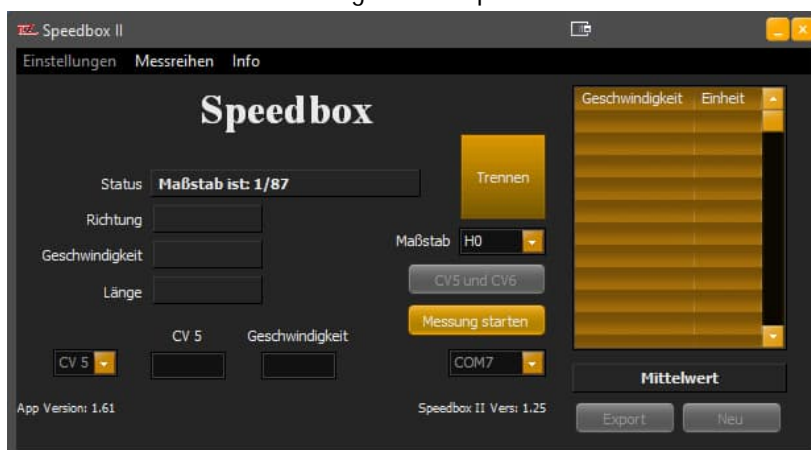 Speedbox II
Einstellungen Messreihen Info
Speedbox
Status Maßstab ist: 1/87
Richtung
Geschwindigkeit
Länge
Trennen
Maßstab H0
CV5 und CV6
Messung starten
CV 5 Geschwindigkeit
CV 5
COM7
App Version: 1.61
Speedbox II Vers: 1.25
Geschwindigkeit Einheit
Mittelwert
Export Neu